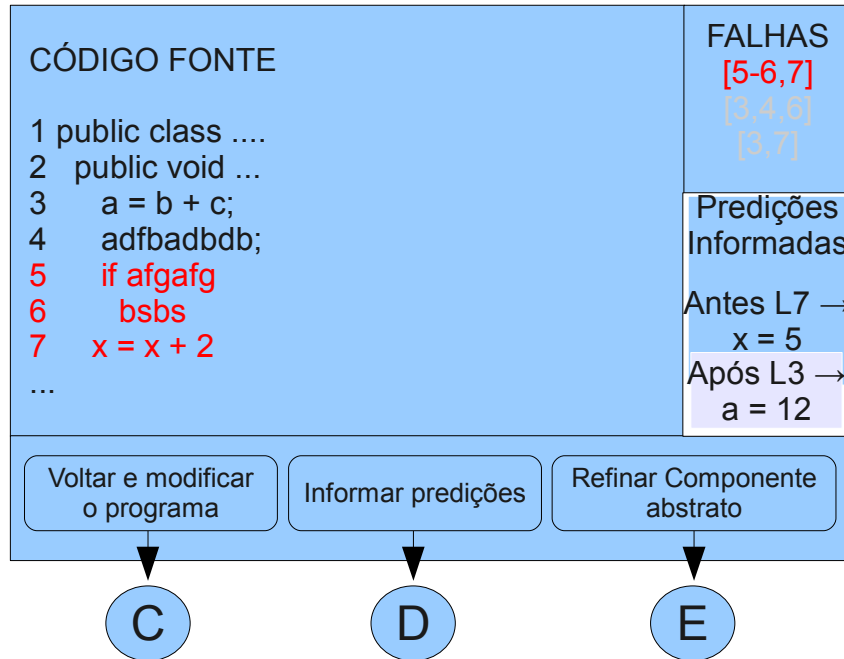 CÓDIGO FONTE
1 public class ....
2 public void ...
3 a = b + c;
4 adfbadbdb;
5 if afgafg
6 bsbs
7 x = x + 2
...
FALHAS
[5-6,7]
[3,4,6]
[3,7]
Predições
Informadas
Antes L7 →
x = 5
Após L3 →
a = 12
Voltar e modificar
o programa
Informar predições
Refinar Componente
abstrato
C
D
E